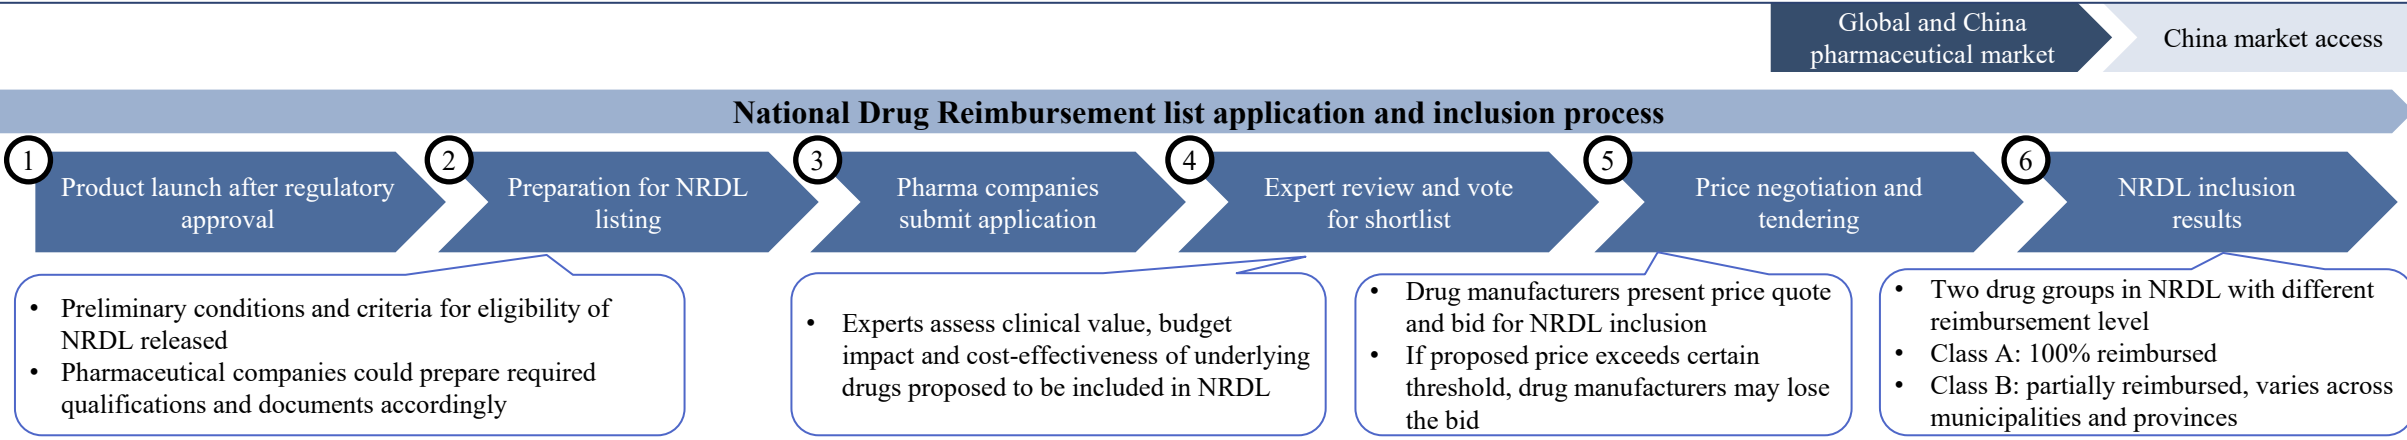 Global and China
pharmaceutical market
China market access
National Drug Reimbursement list application and inclusion process
1
Product launch after regulatory
approval
2
Preparation for NRDL
listing
3
Pharma companies
submit application
4
Expert review and vote
for shortlist
5
Price negotiation and
tendering
6
NRDL inclusion
results
• Preliminary conditions and criteria for eligibility of
NRDL released
• Pharmaceutical companies could prepare required
qualifications and documents accordingly
• Experts assess clinical value, budget
impact and cost-effectiveness of underlying
drugs proposed to be included in NRDL
• Drug manufacturers present price quote
and bid for NRDL inclusion
• If proposed price exceeds certain
threshold, drug manufacturers may lose
the bid
• Two drug groups in NRDL with different
reimbursement level
• Class A: 100% reimbursed
• Class B: partially reimbursed, varies across
municipalities and provinces